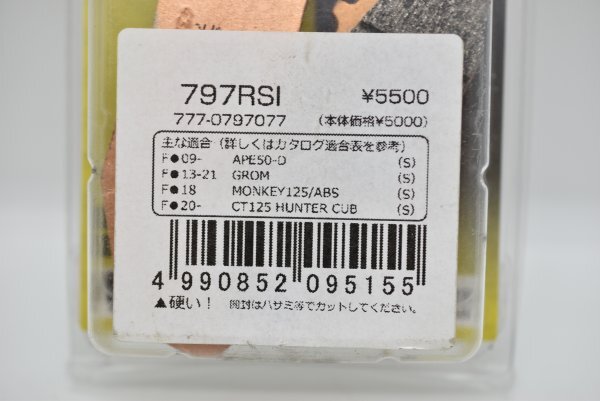 797RSI ¥5500
777-0797077 (本体価格¥5000)
主な適合 (詳しくはカタログ適合表を参考)
F●09- APE50-D (S)
F●13-21 GROM (S)
F●18 MONKEY125/ABS (S)
F●20- CT125 HUNTER CUB (S)
4 990852 095155
▲硬い! 開封はハサミ等でカットしてください。